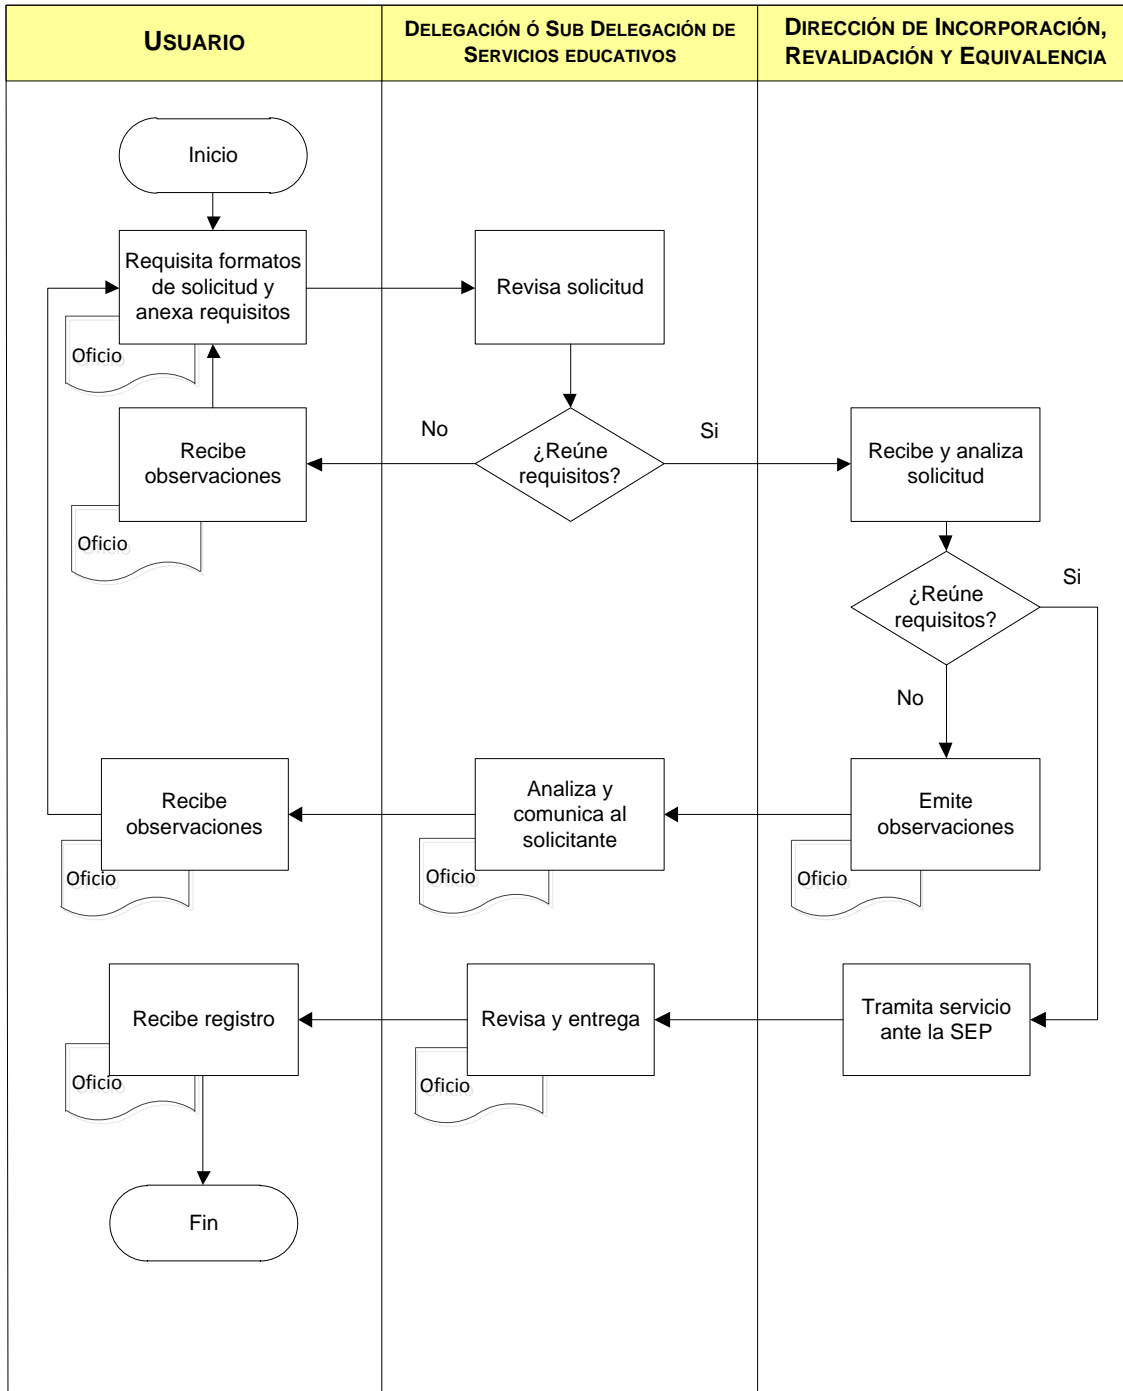 USUARIO
DELEGACIÓN Ó SUB DELEGACIÓN DE
SERVICIOS EDUCATIVOS
DIRECCIÓN DE INCORPORACIÓN,
REVALIDACIÓN Y EQUIVALENCIA
Inicio
Requisita formatos
de solicitud y
anexa requisitos
Oficio
Revisa solicitud
Recibe
observaciones
Oficio
No
¿Reúne
requisitos?
Si
Recibe y analiza
solicitud
¿Reúne
requisitos?
Si
No
Recibe
observaciones
Oficio
Analiza y
comunica al
solicitante
Oficio
Emite
observaciones
Oficio
Recibe registro
Oficio
Revisa y entrega
Oficio
Tramita servicio
ante la SEP
Fin